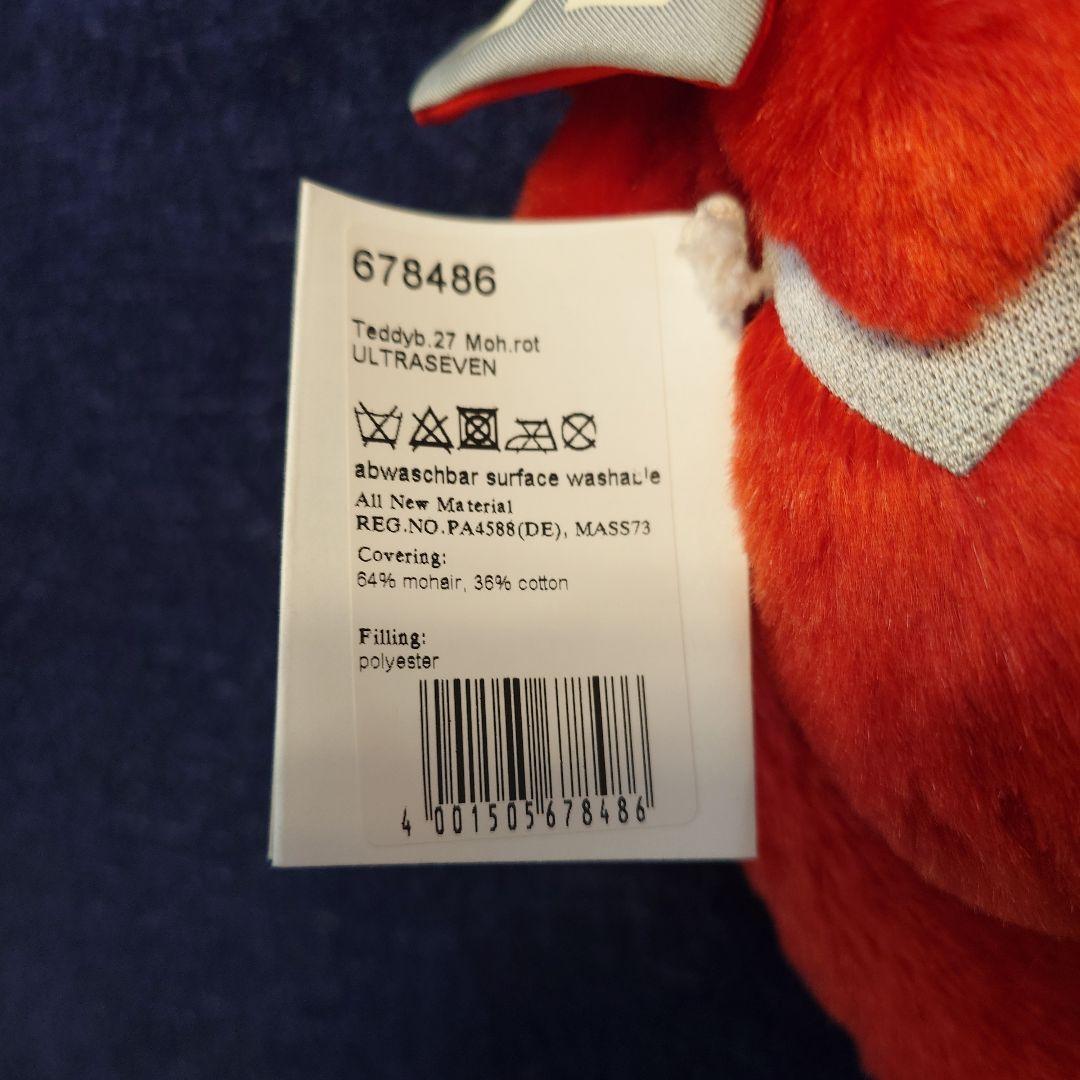 678486
Teddyb.27 Moh.rot
ULTRASEVEN
abwaschbar surface washable
All New Material
REG.NO.PA4588(DE), MASS73
Covering:
64% mohair, 36% cotton
Filling:
polyester
4 001505 678486